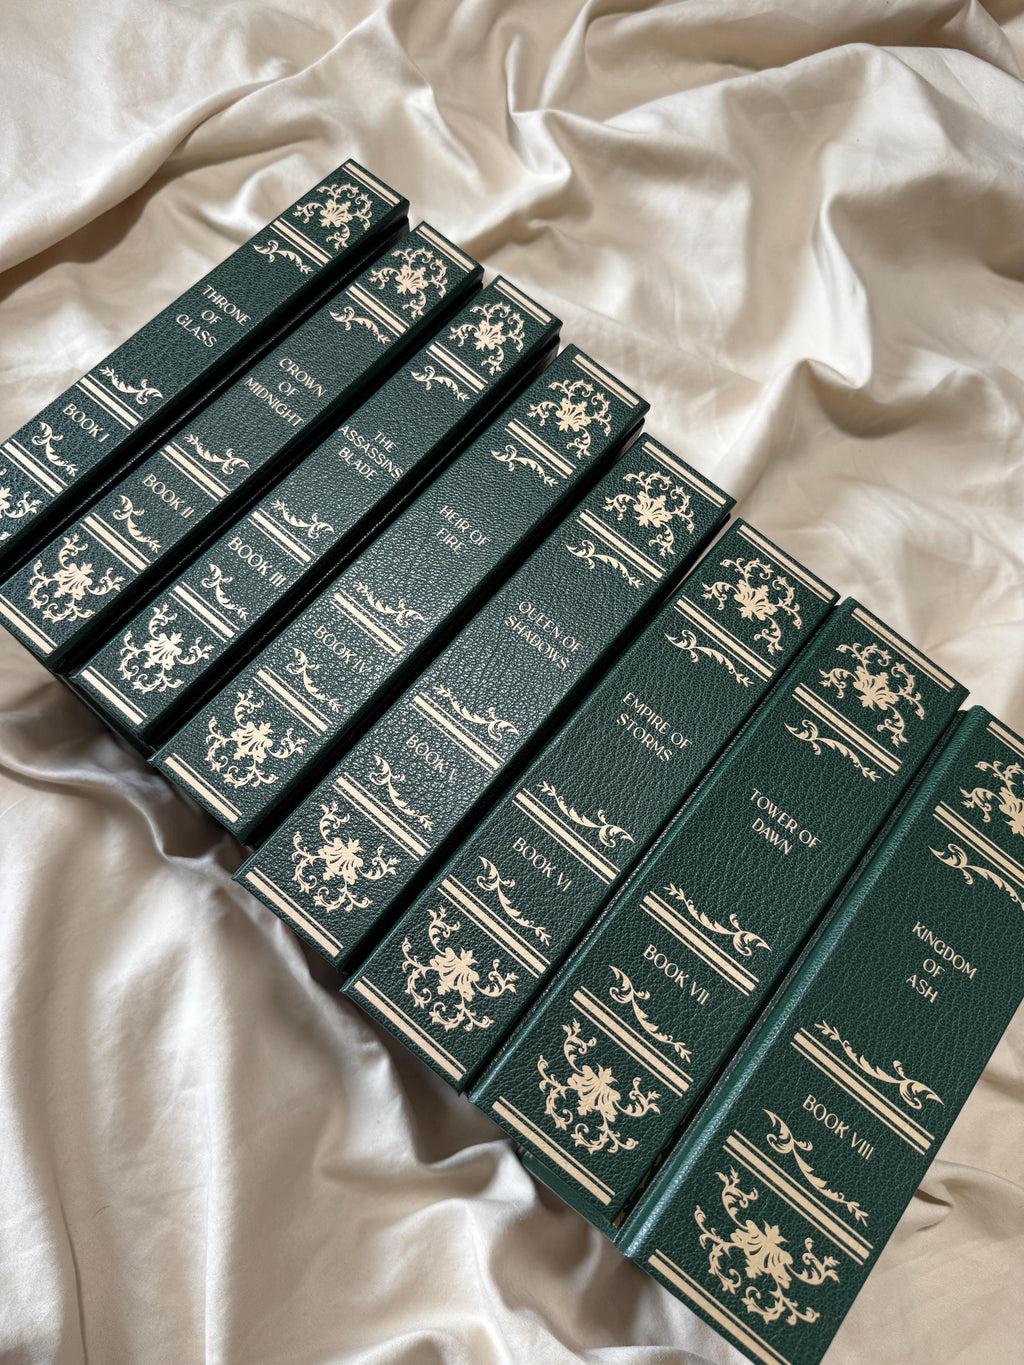 THRONE
OF
GLASS
BOOK I
CROWN
OF
MIDNIGHT
BOOK II
THE
ASSASSINS
BLADE
BOOK III
HEIR OF
FIRE
BOOK IV
QUEEN OF
SHADOWS
BOOK V
EMPIRE OF
STORMS
BOOK VI
TOWER OF
DAWN
BOOK VII
KINGDOM
OF
ASH
BOOK VIII